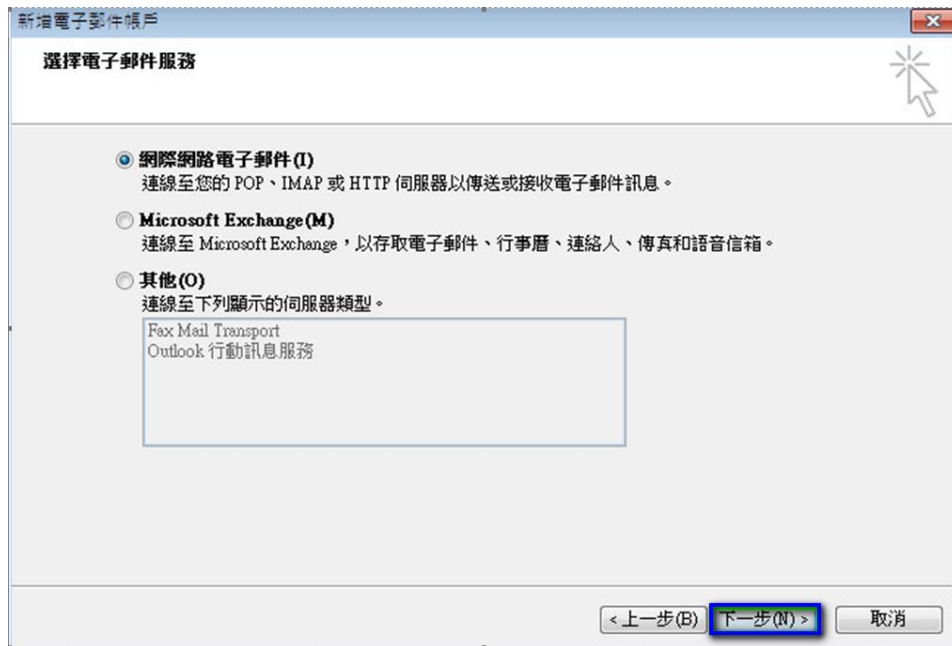 新增電子郵件帳戶
選擇電子郵件服務
網際網路電子郵件(I)
連線至您的 POP、IMAP 或 HTTP 伺服器以傳送或接收電子郵件訊息。
Microsoft Exchange(M)
連線至 Microsoft Exchange，以存取電子郵件、行事曆、連絡人、傳真和語音信箱。
其他(O)
連線至下列顯示的伺服器類型。
Fax Mail Transport
Outlook 行動訊息服務
< 上一步(B) 下一步(N) > 取消